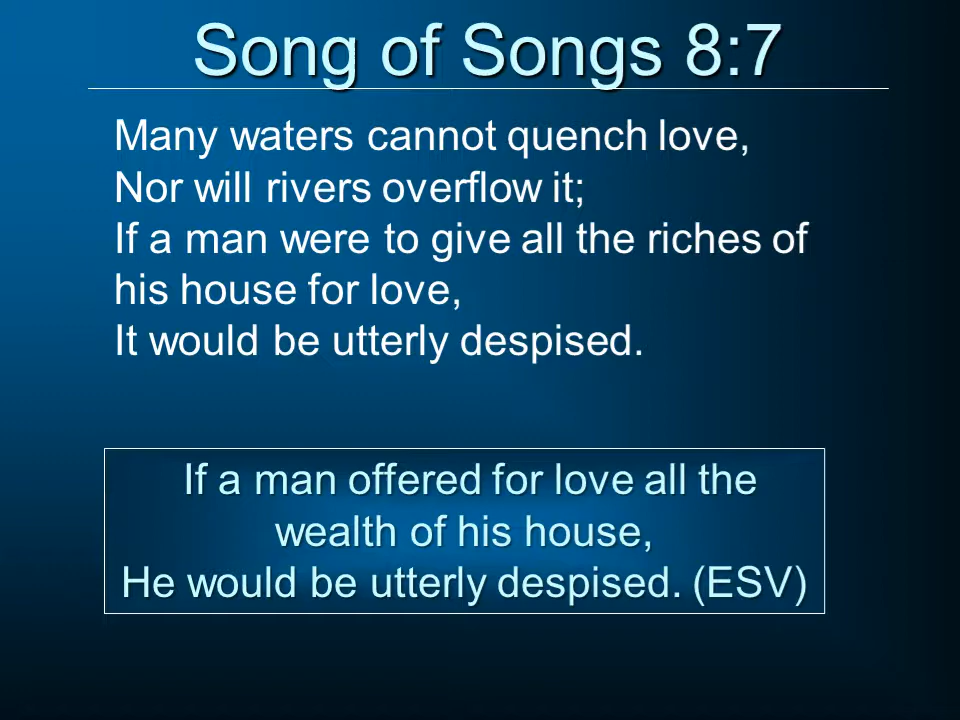 Song of Songs 8:7
Many waters cannot quench love,
Nor will rivers overflow it;
If a man were to give all the riches of
his house for love,
It would be utterly despised.
If a man offered for love all the
wealth of his house,
He would be utterly despised. (ESV)